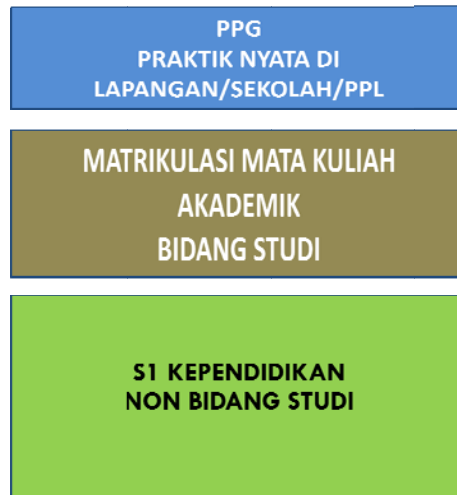 PPG
PRAKTIK NYATA DI
LAPANGAN/SEKOLAH/PPL
MATRIKULASI MATA KULIAH
AKADEMIK
BIDANG STUDI
S1 KEPENDIDIKAN
NON BIDANG STUDI